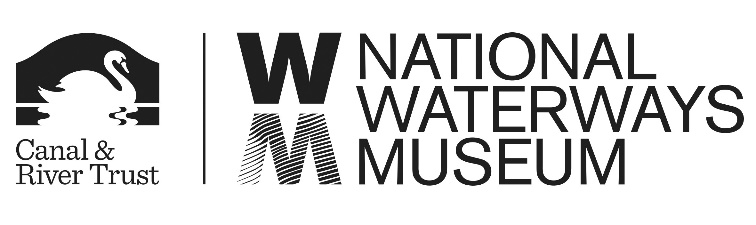 Canal &
River Trust
W
M
NATIONAL
WATERWAYS
MUSEUM